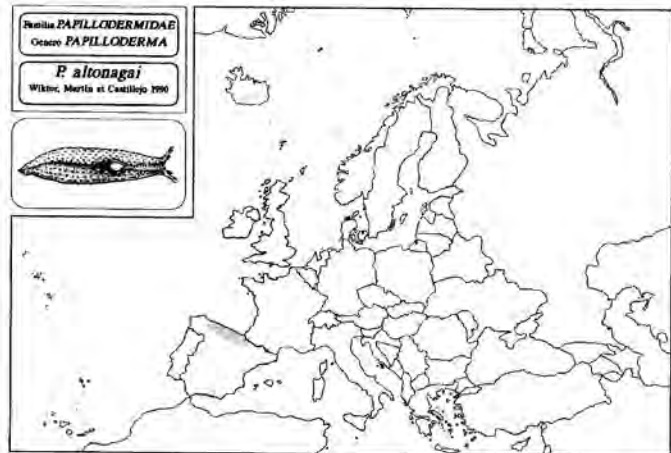 Familia PAPILLODERMIDAE
Genero PAPILLODERMA
P. altonagai
Wiktor, Martin et Castillejo 1990